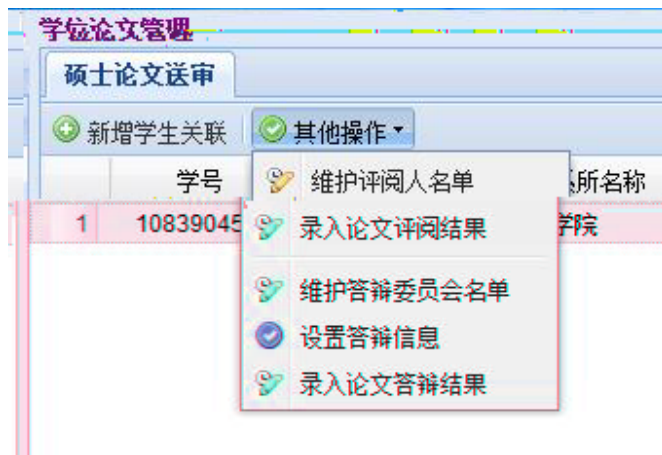 学位论文管理
硕士论文送审
新增学生关联 其他操作
学号 所名称
维护评阅人名单
1 10839045 学院
录入论文评阅结果
维护答辩委员会名单
设置答辩信息
录入论文答辩结果